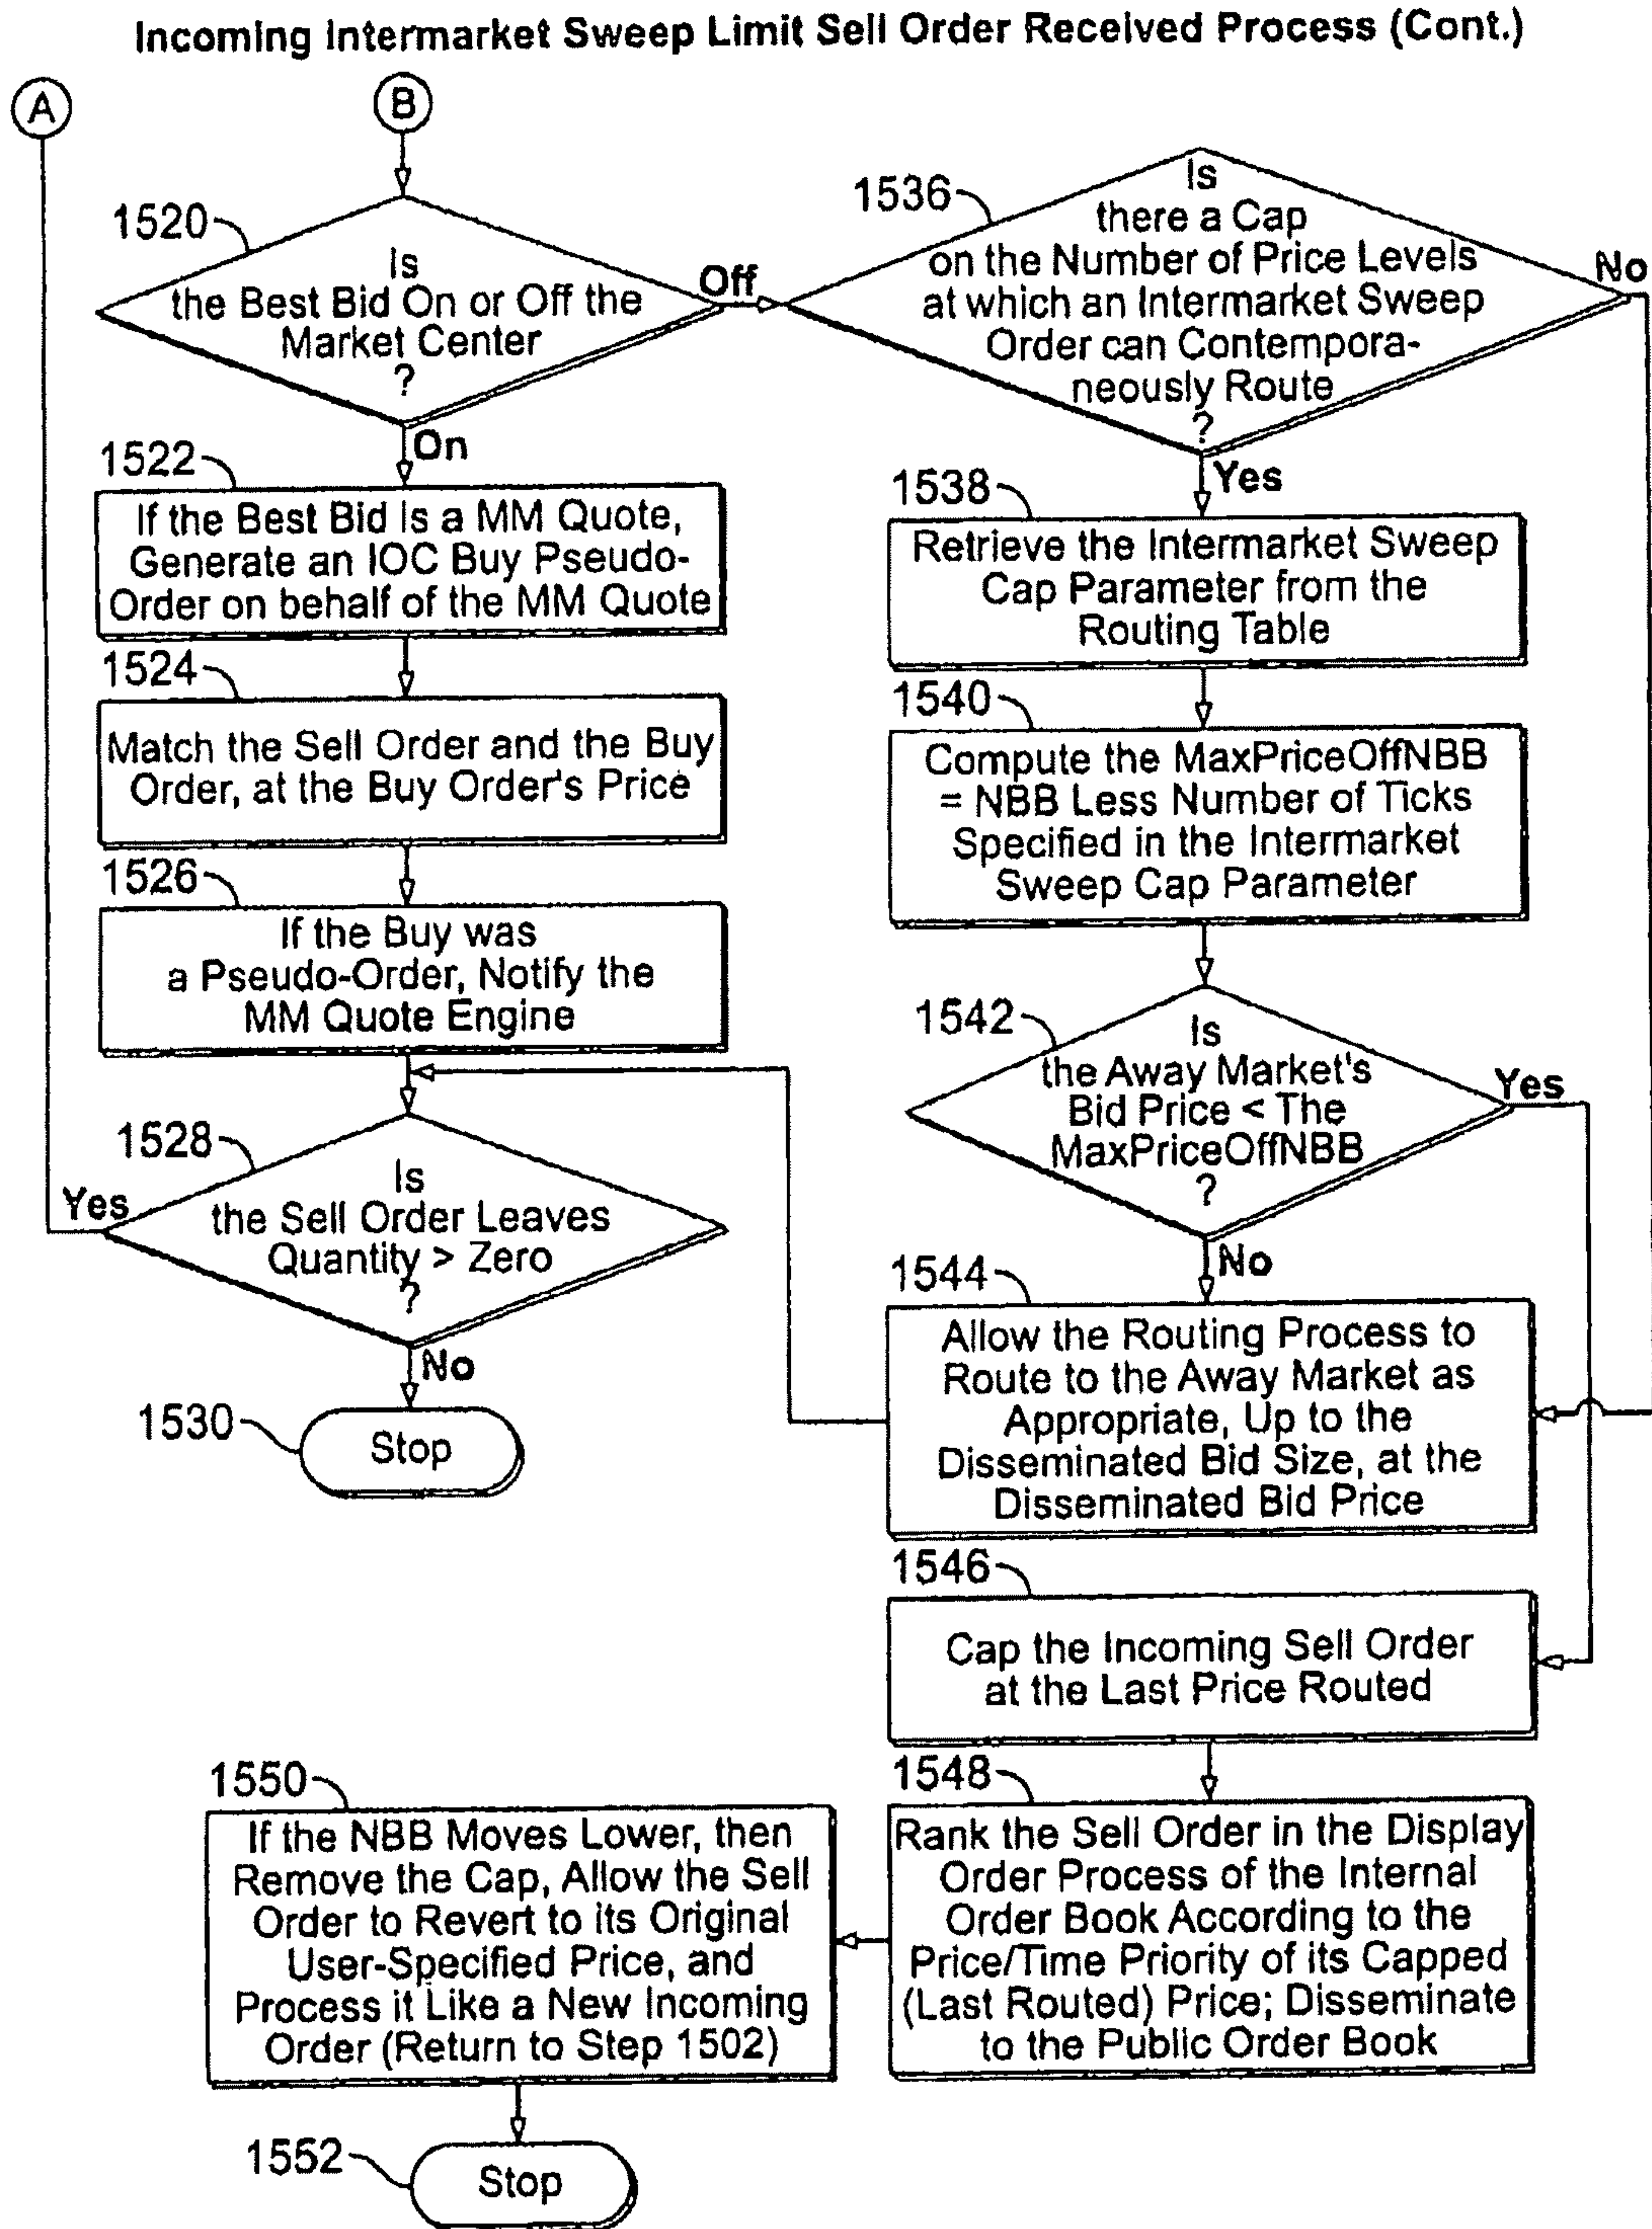 Incoming Intermarket Sweep Limit Sell Order Received Process (Cont.)
A
B
1520
Is
the Best Bid On or Off the
Market Center
?
Off
On
1522
If the Best Bid is a MM Quote,
Generate an IOC Buy Pseudo-
Order on behalf of the MM Quote
1524
Match the Sell Order and the Buy
Order, at the Buy Order's Price
1526
If the Buy was
a Pseudo-Order, Notify the
MM Quote Engine
1528
Is
the Sell Order Leaves
Quantity > Zero
?
Yes
No
1530
Stop
1536
Is
there a Cap
on the Number of Price Levels
at which an Intermarket Sweep
Order can Contempora-
neously Route
?
No
Yes
1538
Retrieve the Intermarket Sweep
Cap Parameter from the
Routing Table
1540
Compute the MaxPriceOffNBB
= NBB Less Number of Ticks
Specified in the Intermarket
Sweep Cap Parameter
1542
Is
the Away Market's
Bid Price < The
MaxPriceOffNBB
?
Yes
No
1544
Allow the Routing Process to
Route to the Away Market as
Appropriate, Up to the
Disseminated Bid Size, at the
Disseminated Bid Price
1546
Cap the Incoming Sell Order
at the Last Price Routed
1548
Rank the Sell Order in the Display
Order Process of the Internal
Order Book According to the
Price/Time Priority of its Capped
(Last Routed) Price; Disseminate
to the Public Order Book
1550
If the NBB Moves Lower, then
Remove the Cap, Allow the Sell
Order to Revert to its Original
User-Specified Price, and
Process it Like a New Incoming
Order (Return to Step 1502)
1552
Stop